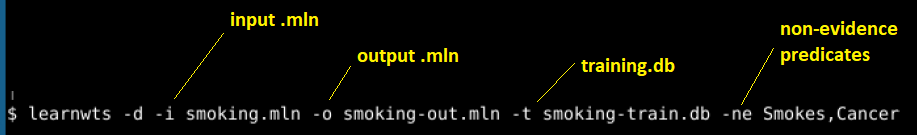 input .mln
output .mln
training.db
non-evidence
predicates
$ learnwts -d -i smoking.mln -o smoking-out.mln -t smoking-train.db -ne Smokes,Cancer